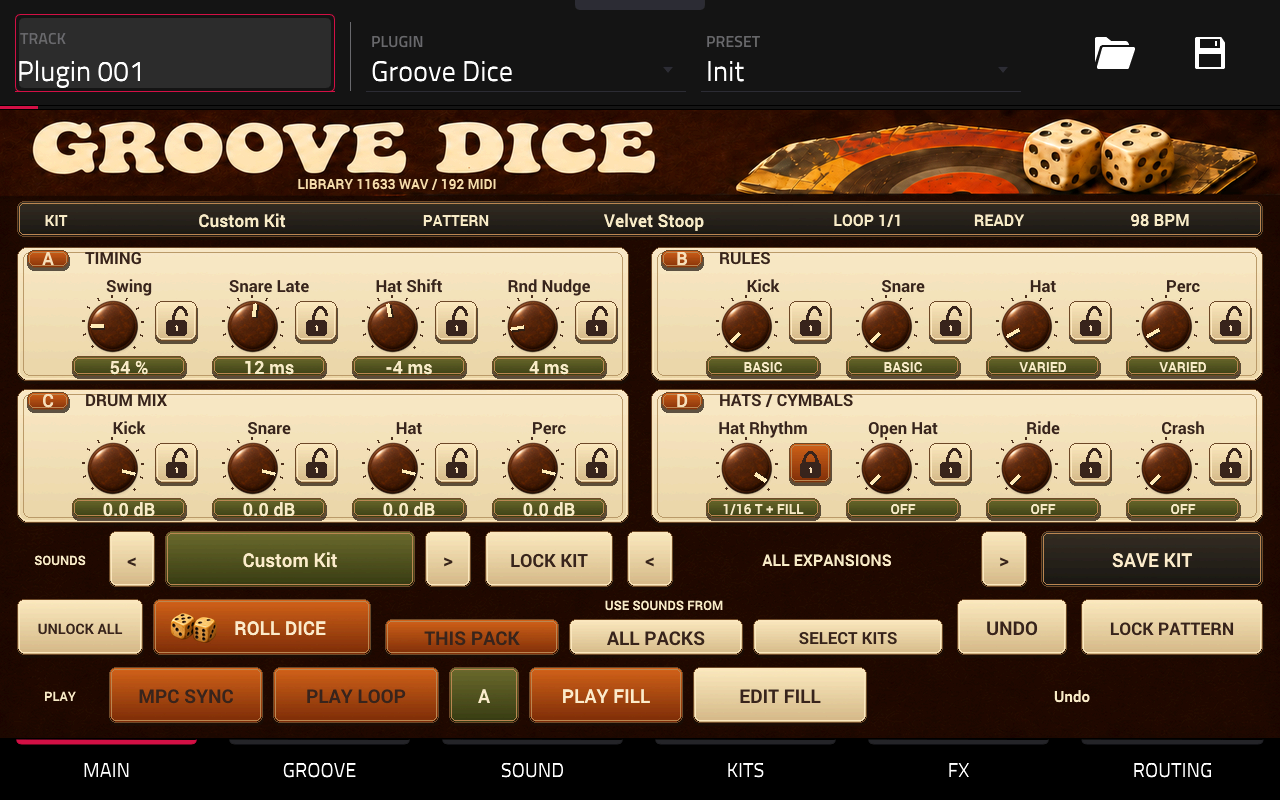 TRACK
Plugin 001
PLUGIN
Groove Dice
PRESET
Init
GROOVE DICE
LIBRARY 11633 WAV / 192 MIDI
KIT Custom Kit PATTERN Velvet Stoop LOOP 1/1 READY 98 BPM
A TIMING
Swing Snare Late Hat Shift Rnd Nudge
54 % 12 ms -4 ms 4 ms
B RULES
Kick Snare Hat Perc
BASIC BASIC VARIED VARIED
C DRUM MIX
Kick Snare Hat Perc
0.0 dB 0.0 dB 0.0 dB 0.0 dB
D HATS / CYMBALS
Hat Rhythm Open Hat Ride Crash
1/16 T + FILL OFF OFF OFF
SOUNDS < Custom Kit > LOCK KIT < ALL EXPANSIONS > SAVE KIT
USE SOUNDS FROM
UNLOCK ALL ROLL DICE THIS PACK ALL PACKS SELECT KITS UNDO LOCK PATTERN
PLAY MPC SYNC PLAY LOOP A PLAY FILL EDIT FILL Undo
MAIN GROOVE SOUND KITS FX ROUTING